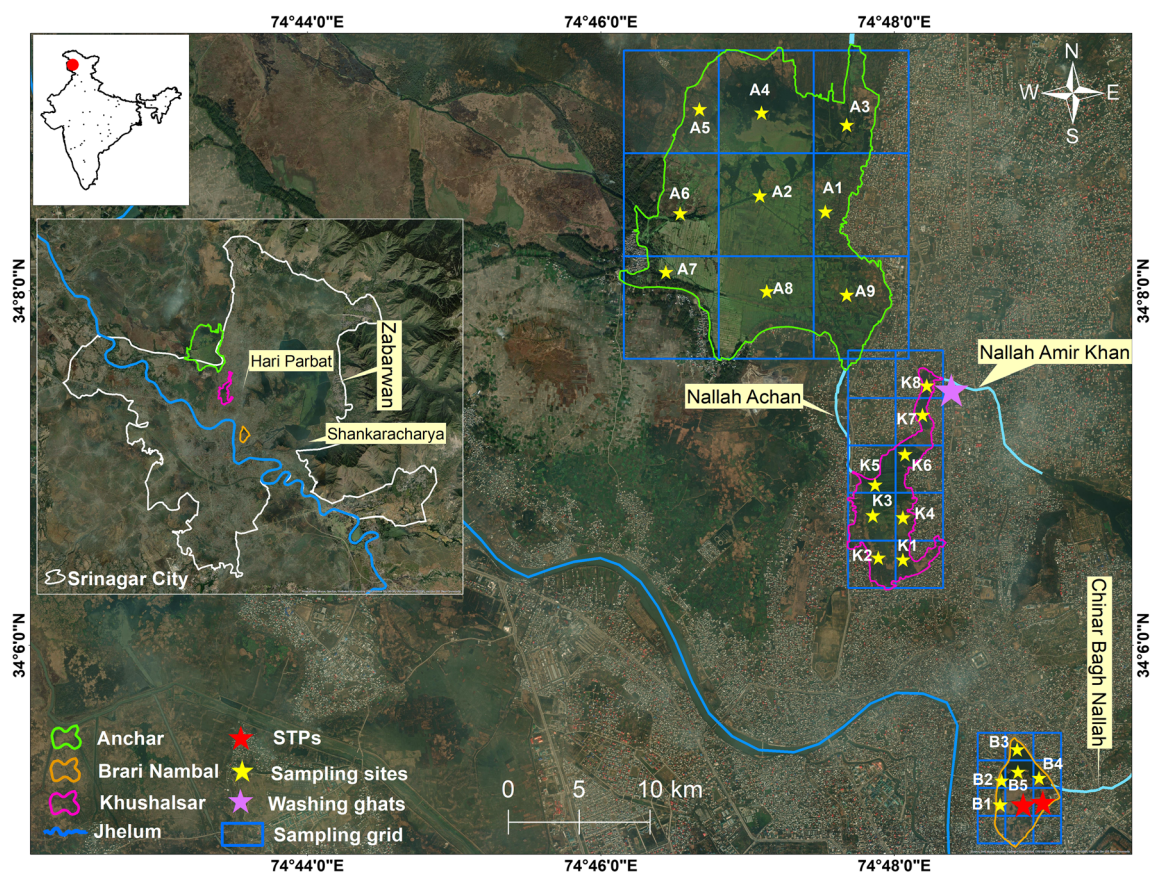 74°44'0"E
74°46'0"E
74°48'0"E
N
W
E
S
A4
A3
A5
A6
A2
A1
A7
A8
A9
34°8'0"N
34°8'0"N
Hari Parbat
Zabarwan
Shankaracharya
Srinagar City
Nallah Amir Khan
Nallah Achan
K8
K7
K5
K6
K3
K4
K2
K1
34°6'0"N
34°6'0"N
Chinar Bagh Nallah
B3
B4
B2
B5
B1
Anchar
STPs
Brari Nambal
Sampling sites
Khushalsar
Washing ghats
Jhelum
Sampling grid
0 5 10 km
74°44'0"E
74°46'0"E
74°48'0"E